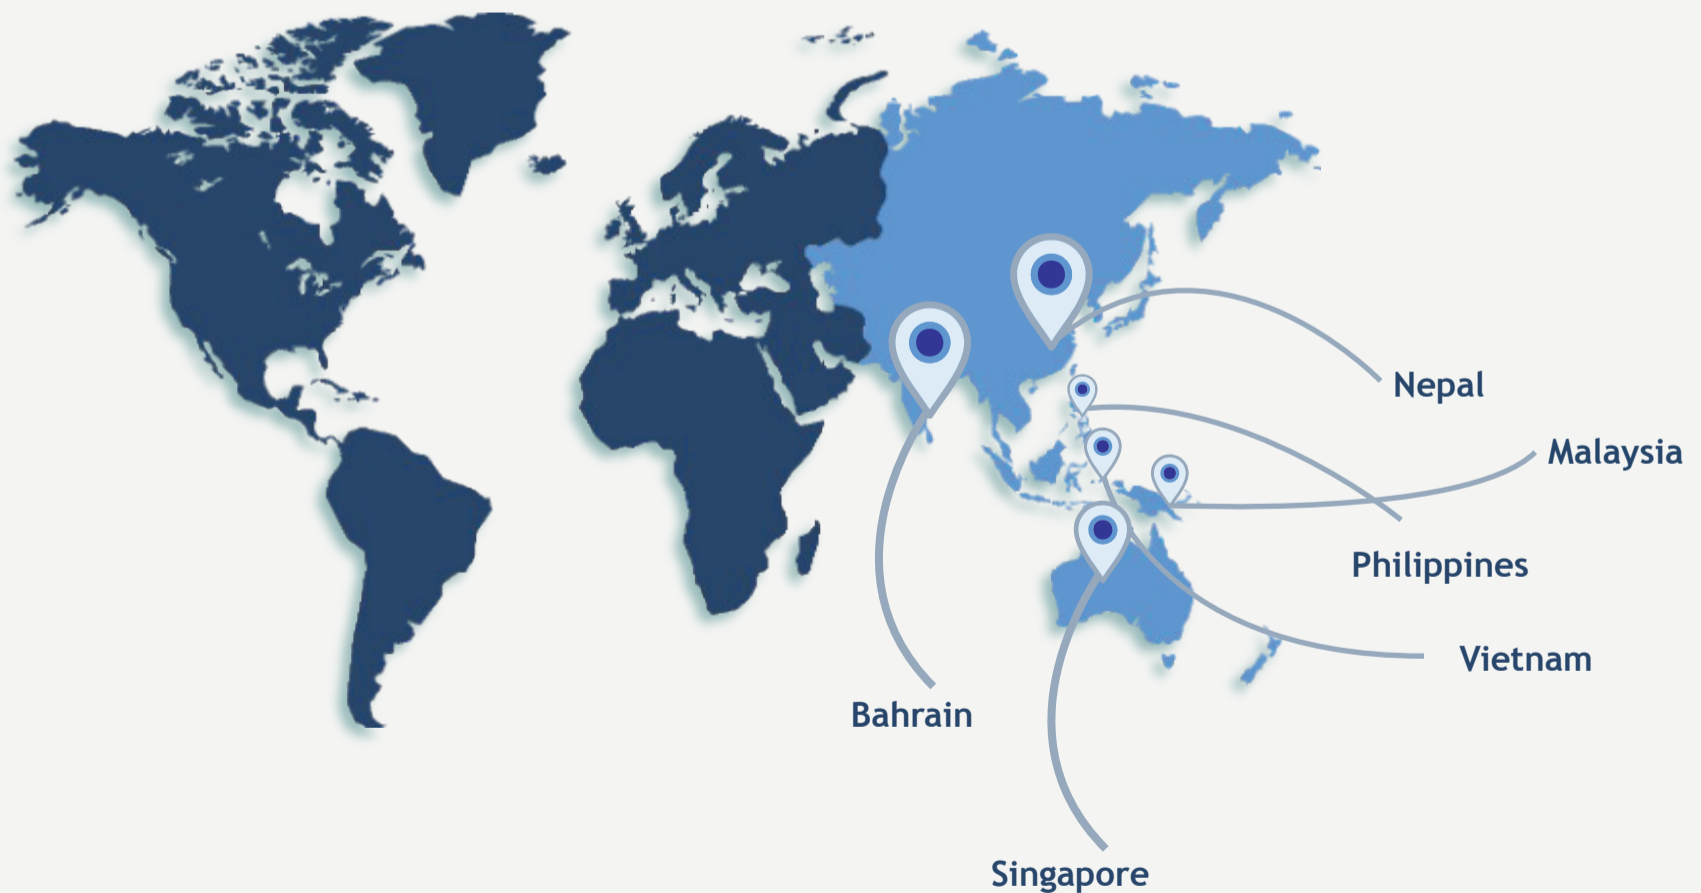 Nepal
Malaysia
Philippines
Vietnam
Bahrain
Singapore